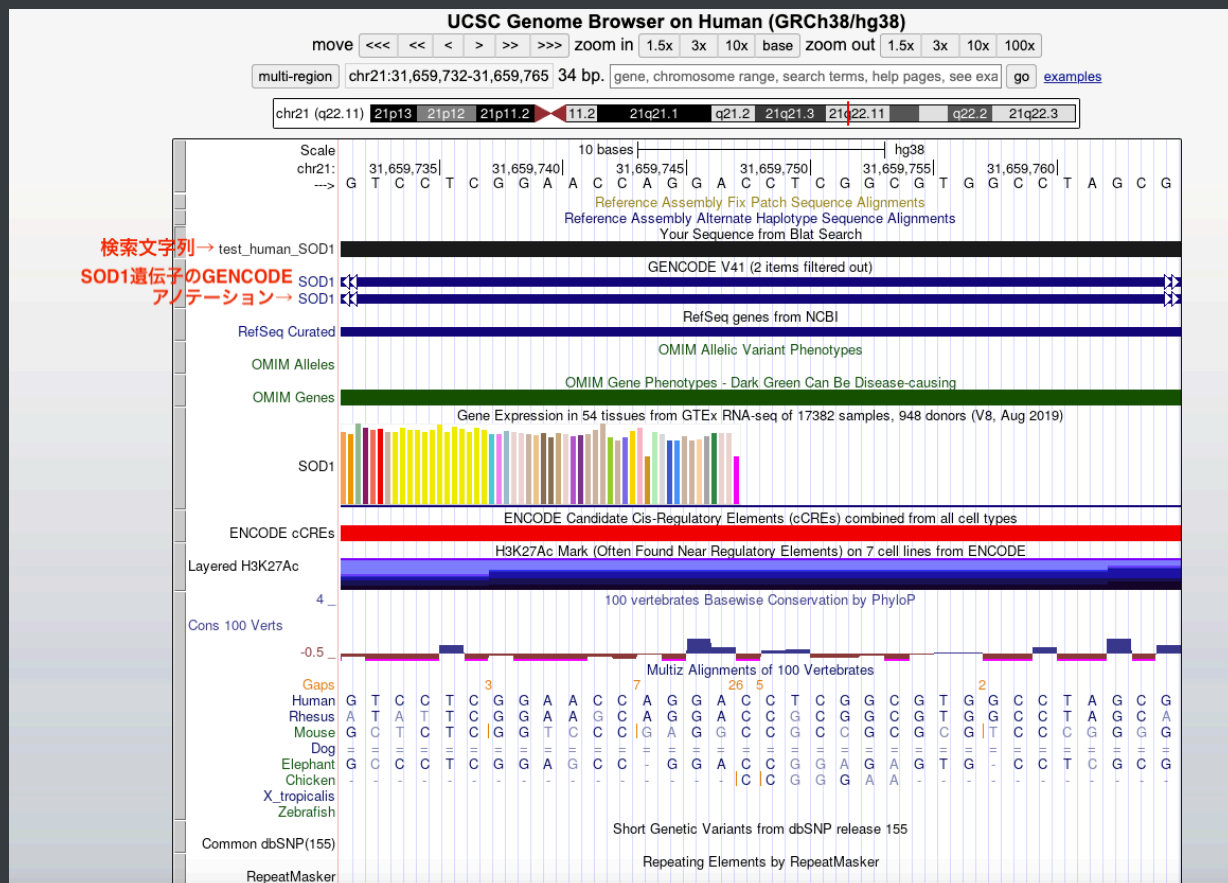 UCSC Genome Browser on Human (GRCh38/hg38)
move <<< << < > >> >>> zoom in 1.5x 3x 10x base zoom out 1.5x 3x 10x 100x
multi-region chr21:31,659,732-31,659,765 34 bp. gene, chromosome range, search terms, help pages, see exa go examples
chr21 (q22.11) 21p13 21p12 21p11.2 11.2 21q21.1 q21.2 21q21.3 21q22.11 q22.2 21q22.3
Scale 10 bases hg38
chr21: 31,659,735 31,659,740 31,659,745 31,659,750 31,659,755 31,659,760
---> G T C C T C G G A A C C A G G A C C T C G G C G T G G C C T A G C G
Reference Assembly Fix Patch Sequence Alignments
Reference Assembly Alternate Haplotype Sequence Alignments
Your Sequence from Blat Search
検索文字列→ test_human_SOD1
GENCODE V41 (2 items filtered out)
SOD1遺伝子のGENCODE SOD1
アノテーション→ SOD1
RefSeq genes from NCBI
RefSeq Curated
OMIM Allelic Variant Phenotypes
OMIM Alleles
OMIM Gene Phenotypes - Dark Green Can Be Disease-causing
OMIM Genes
Gene Expression in 54 tissues from GTEx RNA-seq of 17382 samples, 948 donors (V8, Aug 2019)
SOD1
ENCODE Candidate Cis-Regulatory Elements (cCREs) combined from all cell types
ENCODE cCREs
H3K27Ac Mark (Often Found Near Regulatory Elements) on 7 cell lines from ENCODE
Layered H3K27Ac
4 _ 100 vertebrates Basewise Conservation by PhyloP
Cons 100 Verts
-0.5 _
Multiz Alignments of 100 Vertebrates
Gaps 3 7 26 5 2
Human G T C C T C G G A A C C A G G A C C T C G G C G T G G C C T A G C G
Rhesus A T A T T C G G A A G C A G G A C C G C G G C G T G G C C T A G C A
Mouse G C T C T C G G T C C C G A G G C C G C C G C G C G T C C C G G G G
Dog = = = = = = = = = = = = = = = = = = = = = = = = = = = = = = = = = =
Elephant G C C C T C G G A G C C - G G A C C G G A G A G T G - C C T C G C G
Chicken - - - - - - - - - - - - - - - - C C G G G A A - - - - - - - - - - -
X_tropicalis
Zebrafish
Short Genetic Variants from dbSNP release 155
Common dbSNP(155)
Repeating Elements by RepeatMasker
RepeatMasker